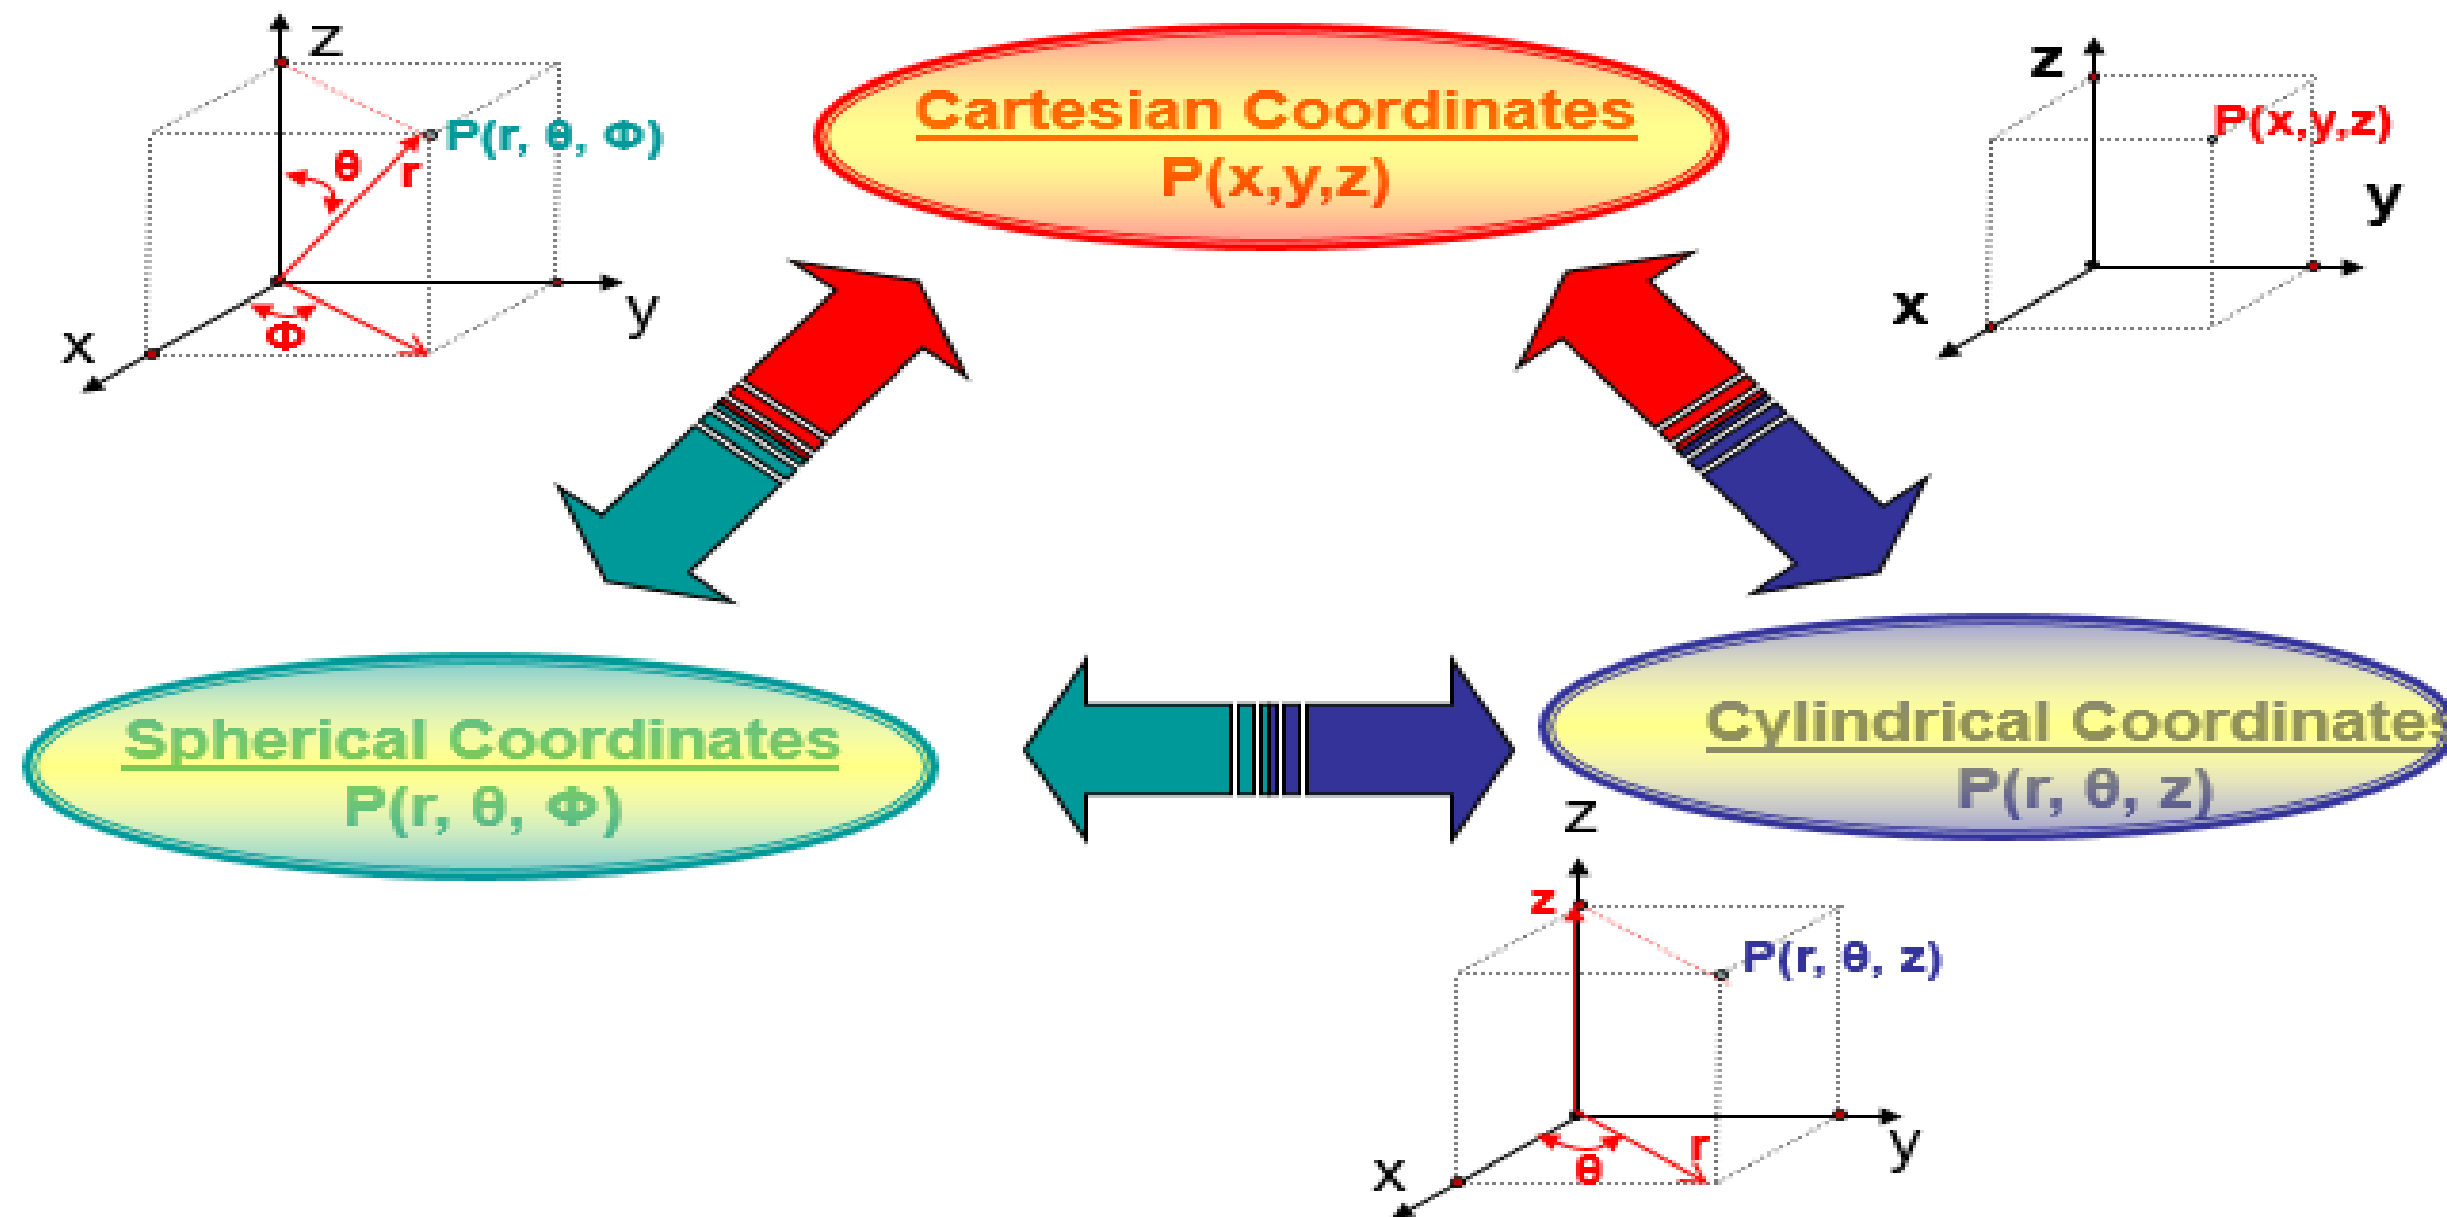 z
P(r, θ, Φ)
θ
r
Φ
x
y
Cartesian Coordinates
P(x,y,z)
z
P(x,y,z)
y
x
Spherical Coordinates
P(r, θ, Φ)
Cylindrical Coordinates
P(r, θ, z)
z
z
P(r, θ, z)
r
θ
x
y